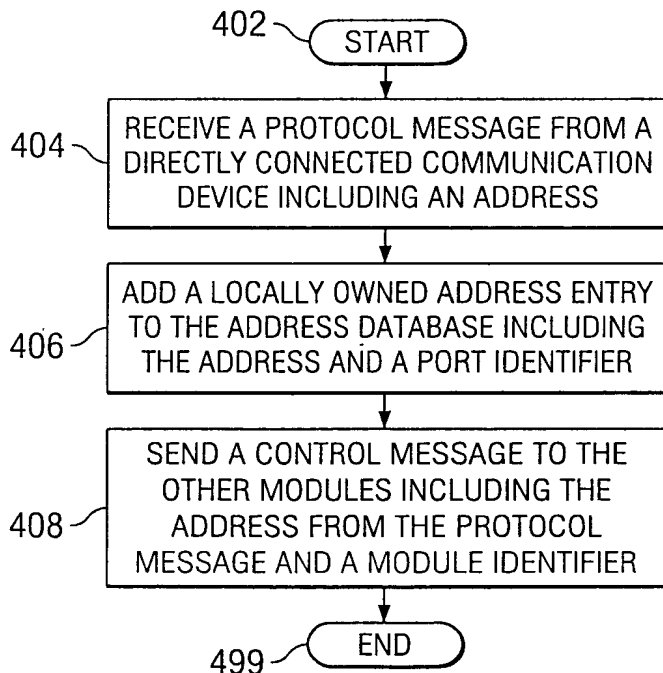 402
START
404
RECEIVE A PROTOCOL MESSAGE FROM A
DIRECTLY CONNECTED COMMUNICATION
DEVICE INCLUDING AN ADDRESS
406
ADD A LOCALLY OWNED ADDRESS ENTRY
TO THE ADDRESS DATABASE INCLUDING
THE ADDRESS AND A PORT IDENTIFIER
408
SEND A CONTROL MESSAGE TO THE
OTHER MODULES INCLUDING THE
ADDRESS FROM THE PROTOCOL
MESSAGE AND A MODULE IDENTIFIER
END
499